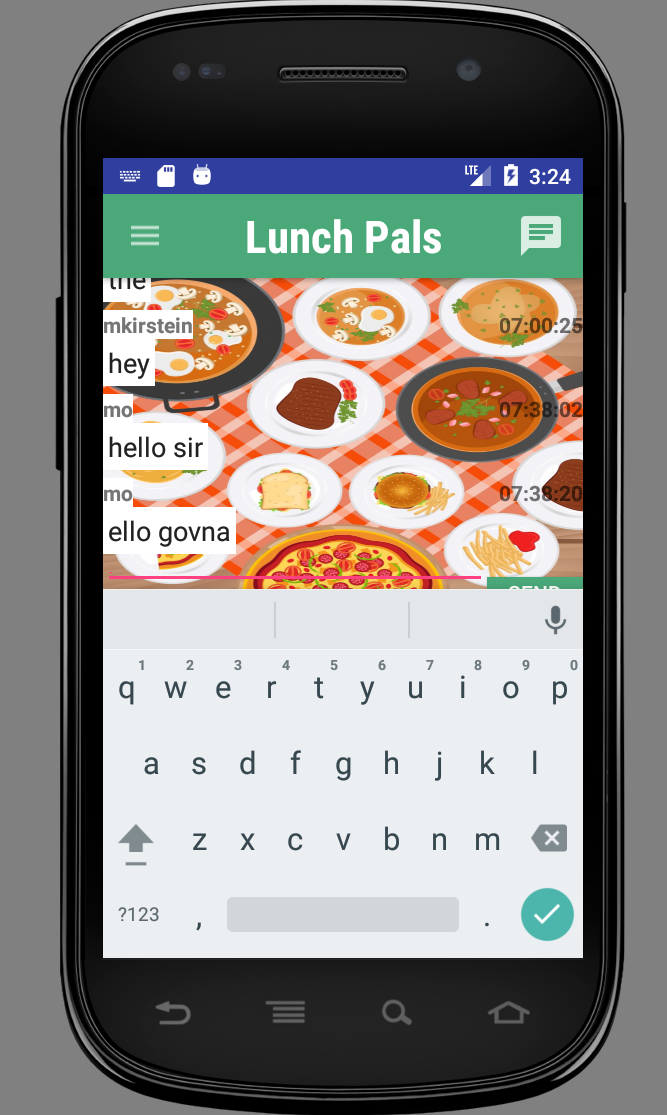 LTE 3:24
Lunch Pals
the
mkirstein 07:00:25
hey
mo 07:38:02
hello sir
mo 07:38:20
ello govna
1 2 3 4 5 6 7 8 9 0
q w e r t y u i o p
a s d f g h j k l
z x c v b n m
?123 , .